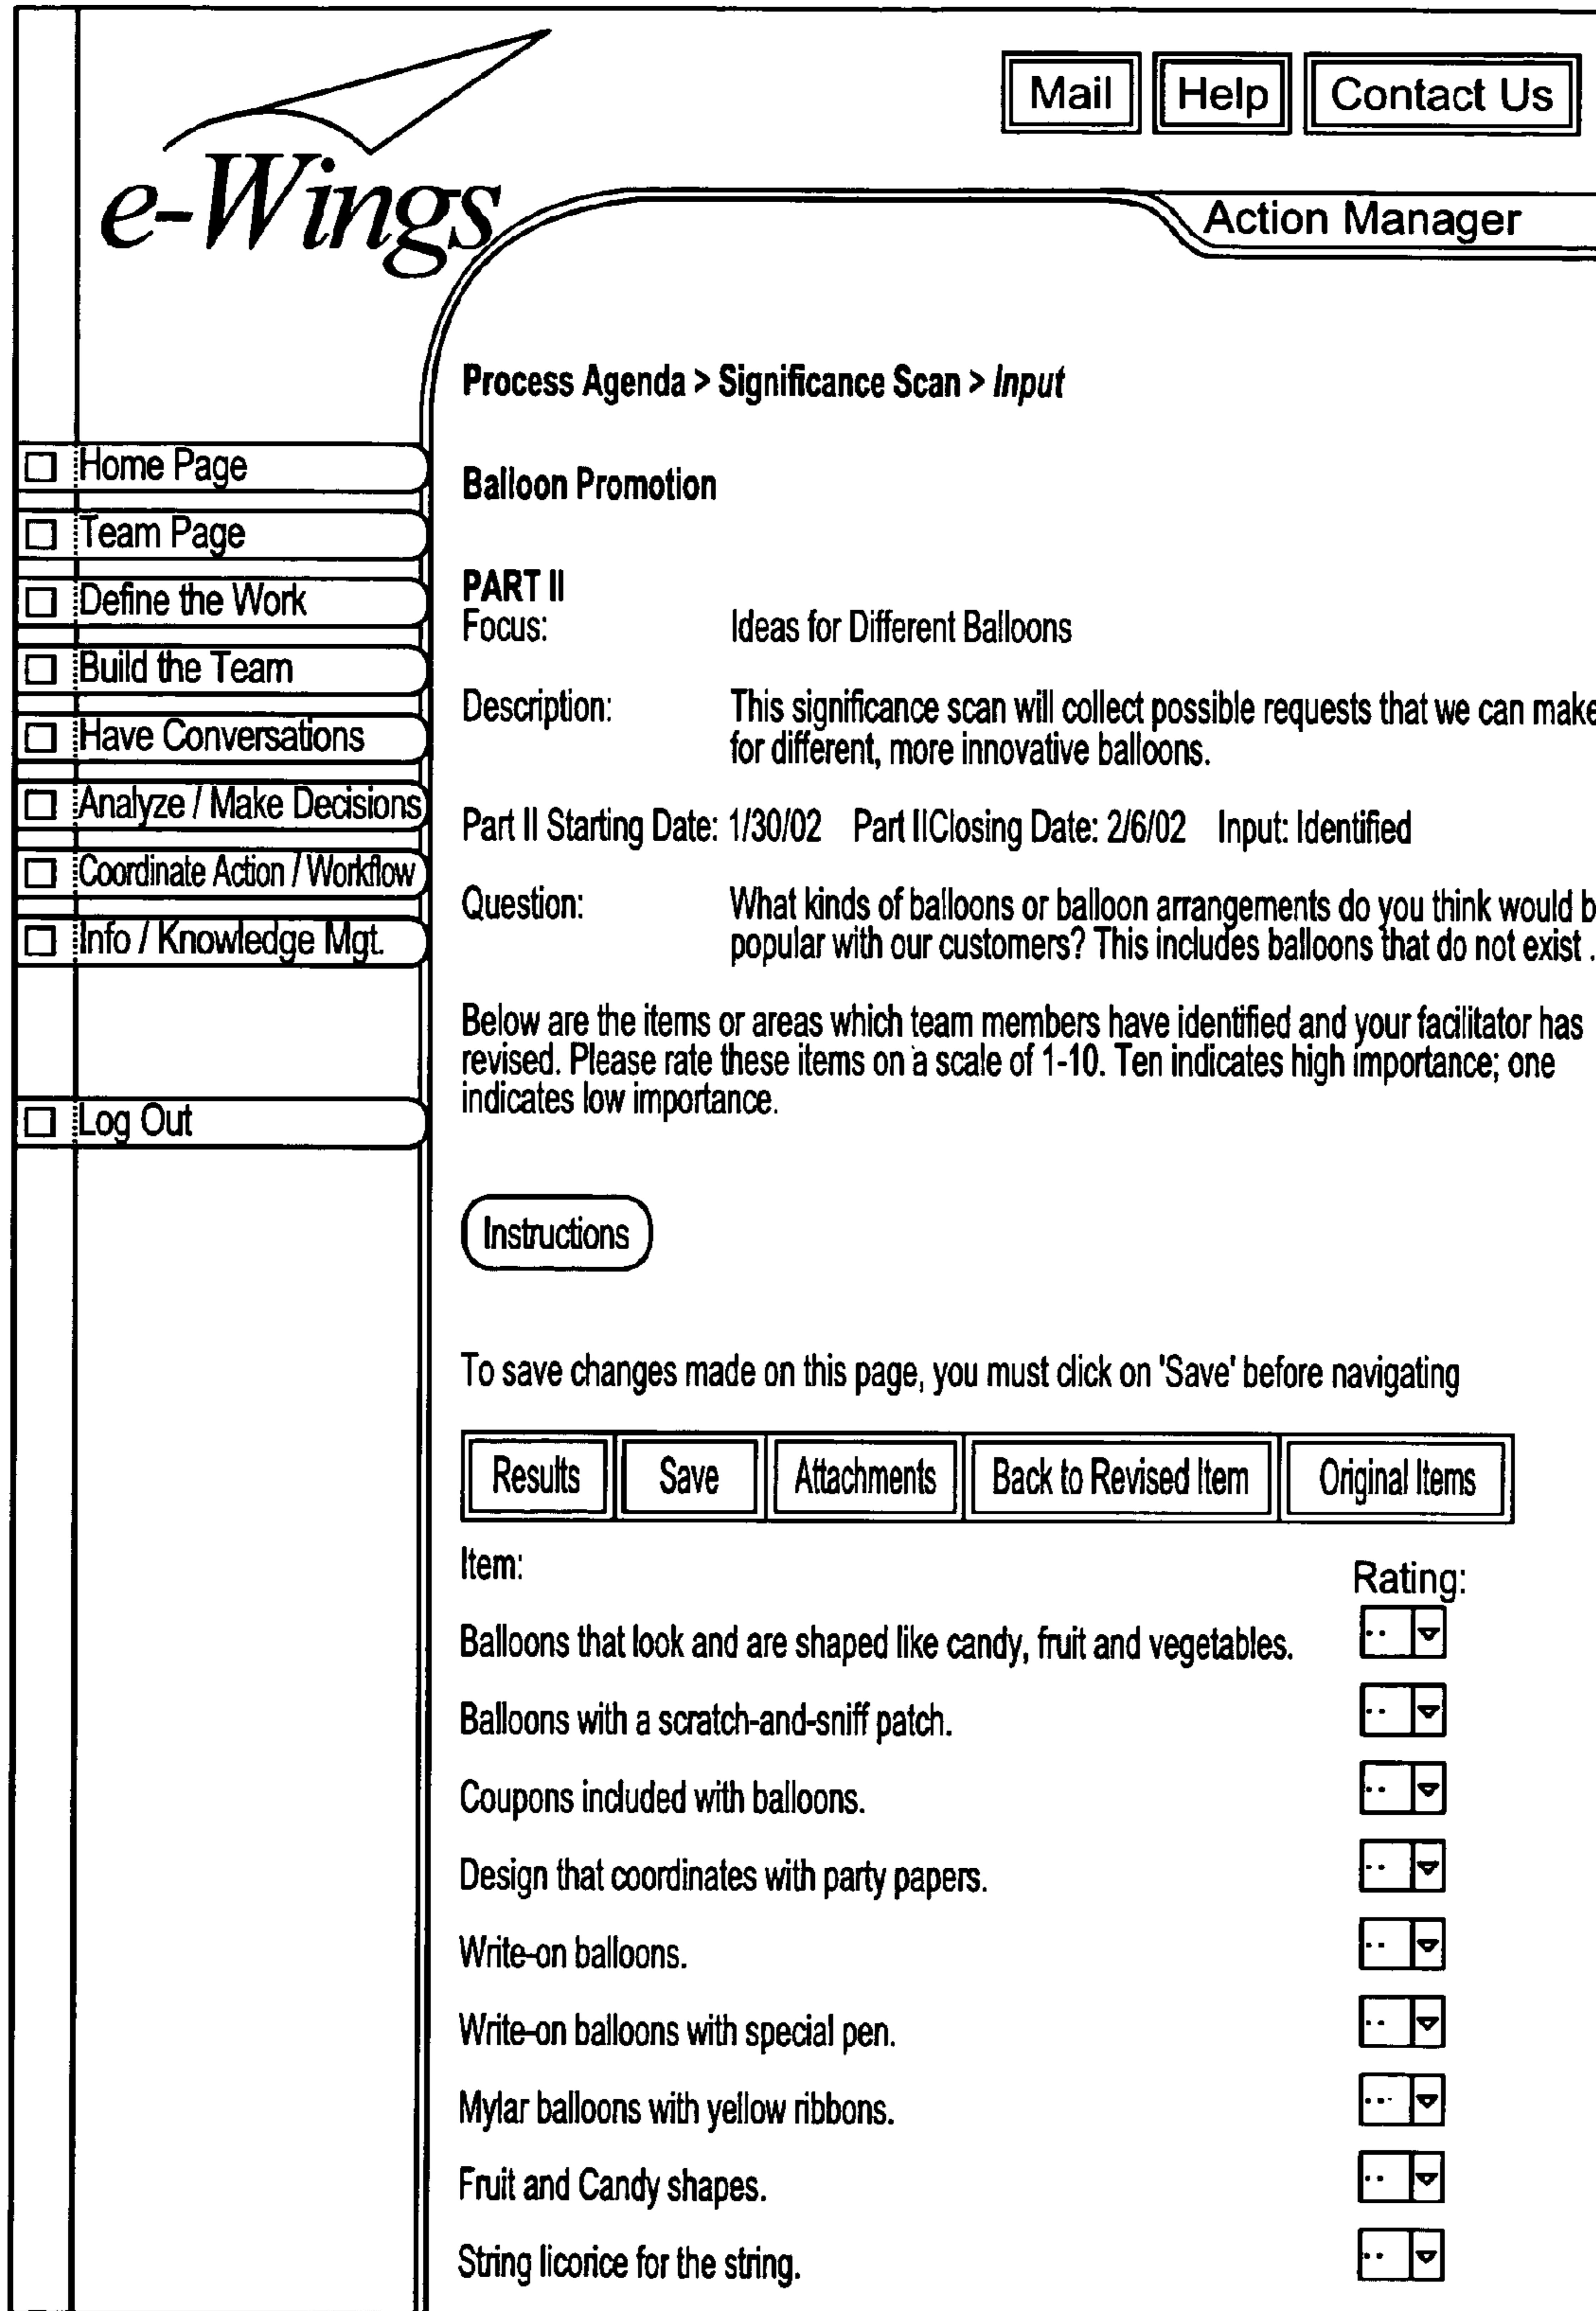 Mail Help Contact Us
e-Wings
Action Manager
Process Agenda > Significance Scan > Input
Home Page
Team Page
Define the Work
Build the Team
Have Conversations
Analyze / Make Decisions
Coordinate Action / Workflow
Info / Knowledge Mgt.
Log Out
Balloon Promotion
PART II
Focus: Ideas for Different Balloons
Description: This significance scan will collect possible requests that we can make
for different, more innovative balloons.
Part II Starting Date: 1/30/02 Part IIClosing Date: 2/6/02 Input: Identified
Question: What kinds of balloons or balloon arrangements do you think would b
popular with our customers? This includes balloons that do not exist .
Below are the items or areas which team members have identified and your facilitator has
revised. Please rate these items on a scale of 1-10. Ten indicates high importance; one
indicates low importance.
Instructions
To save changes made on this page, you must click on 'Save' before navigating
Results Save Attachments Back to Revised Item Original Items
Item: Rating:
Balloons that look and are shaped like candy, fruit and vegetables. --
Balloons with a scratch-and-sniff patch. --
Coupons included with balloons. --
Design that coordinates with party papers. --
Write-on balloons. --
Write-on balloons with special pen. --
Mylar balloons with yellow ribbons. ---
Fruit and Candy shapes. --
String licorice for the string. --